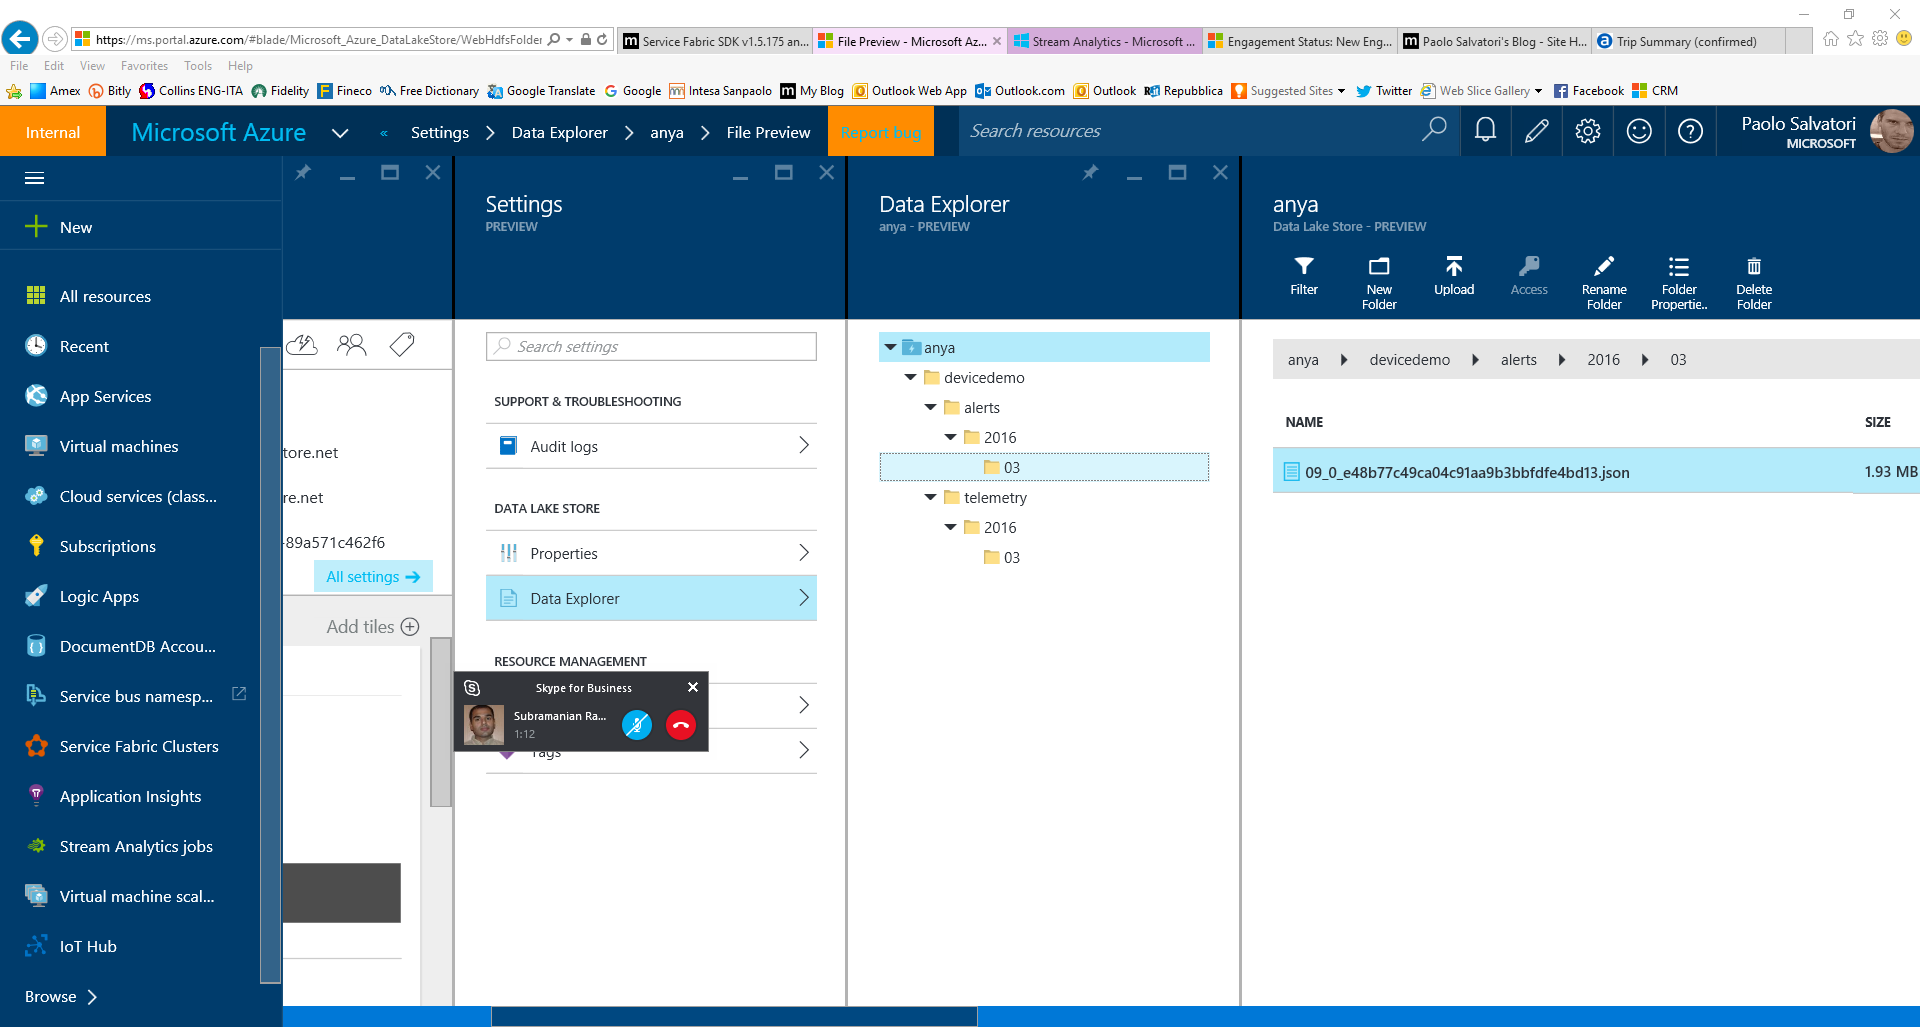 https://ms.portal.azure.com/#blade/Microsoft_Azure_DataLakeStore/WebHdfsFolder
Service Fabric SDK v1.5.175 an...
File Preview - Microsoft Az...
Stream Analytics - Microsoft ...
Engagement Status: New Eng...
Paolo Salvatori's Blog - Site H...
Trip Summary (confirmed)
File Edit View Favorites Tools Help
Amex Bitly Collins ENG-ITA Fidelity Fineco Free Dictionary Google Translate Google Intesa Sanpaolo My Blog Outlook Web App Outlook.com Outlook Repubblica Suggested Sites Twitter Web Slice Gallery Facebook CRM
Internal
Microsoft Azure
«
Settings
Data Explorer
anya
File Preview
Report bug
Search resources
Paolo Salvatori
MICROSOFT
New
All resources
Recent
App Services
Virtual machines
Cloud services (class...
Subscriptions
Logic Apps
DocumentDB Accou...
Service bus namesp...
Service Fabric Clusters
Application Insights
Stream Analytics jobs
Virtual machine scal...
IoT Hub
Browse
tore.net
re.net
-89a571c462f6
All settings
Add tiles
Settings
PREVIEW
Search settings
SUPPORT & TROUBLESHOOTING
Audit logs
DATA LAKE STORE
Properties
Data Explorer
RESOURCE MANAGEMENT
Skype for Business
Subramanian Ra...
1:12
Tags
Data Explorer
anya - PREVIEW
anya
devicedemo
alerts
2016
03
telemetry
2016
03
anya
Data Lake Store - PREVIEW
Filter
New
Folder
Upload
Access
Rename
Folder
Folder
Propertie..
Delete
Folder
anya devicedemo alerts 2016 03
NAME SIZE
09_0_e48b77c49ca04c91aa9b3bbfdfe4bd13.json 1.93 MB